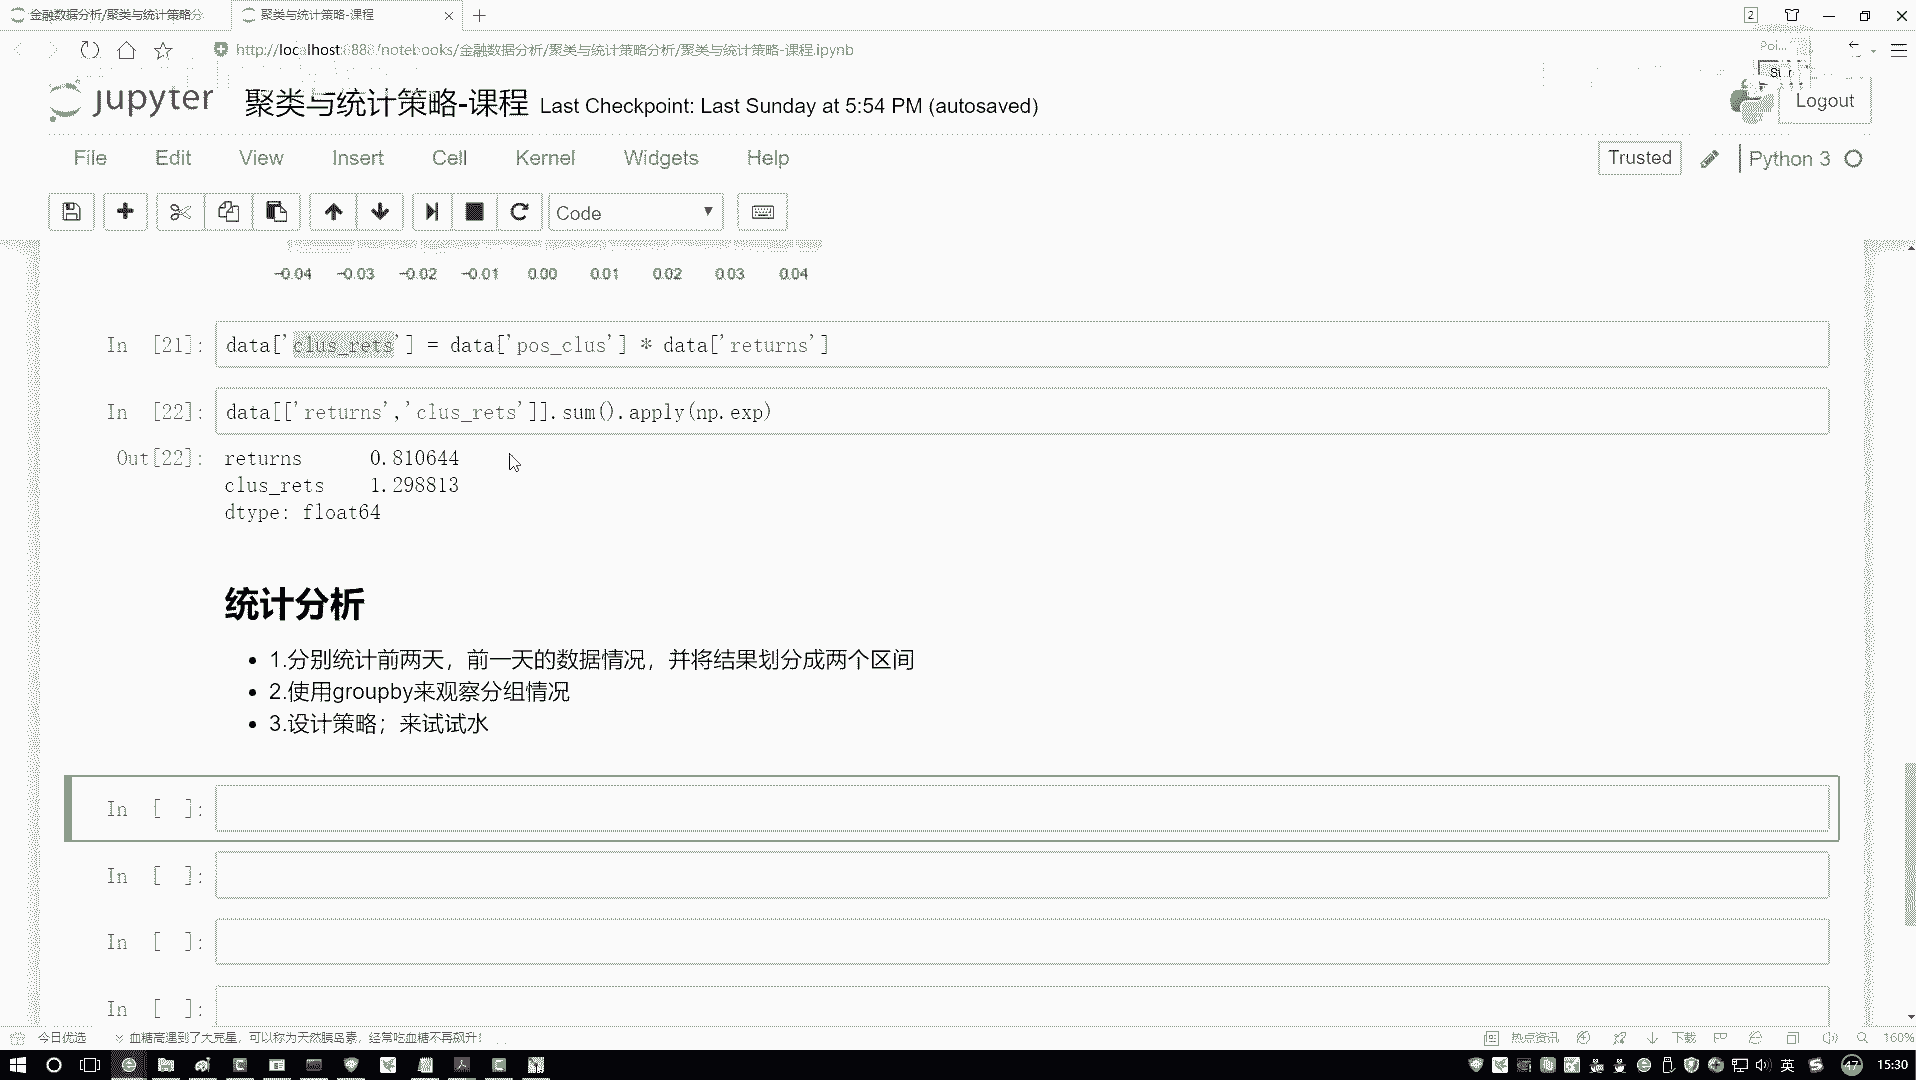 金融数据分析/聚类与统计策略分
聚类与统计策略-课程
2
http://localhost:8888/notebooks/金融数据分析/聚类与统计策略分析/聚类与统计策略-课程.ipynb
Poi...
jupyter 聚类与统计策略-课程 Last Checkpoint: Last Sunday at 5:54 PM (autosaved)
Logout
File Edit View Insert Cell Kernel Widgets Help
Trusted Python 3
Code
-0.04 -0.03 -0.02 -0.01 0.00 0.01 0.02 0.03 0.04
In [21]: data['clus_rets'] = data['pos_clus'] * data['returns']
In [22]: data[['returns','clus_rets']].sum().apply(np.exp)
Out[22]: returns 0.810644
clus_rets 1.298813
dtype: float64
统计分析
• 1.分别统计前两天，前一天的数据情况，并将结果划分成两个区间
• 2.使用groupby来观察分组情况
• 3.设计策略；来试试水
In [ ]:
In [ ]:
In [ ]:
In [ ]:
今日优选 血糖高遇到了大克星，可以称为天然胰岛素，经常吃血糖不再飙升！
热点资讯 下载 160%
英 47 15:30